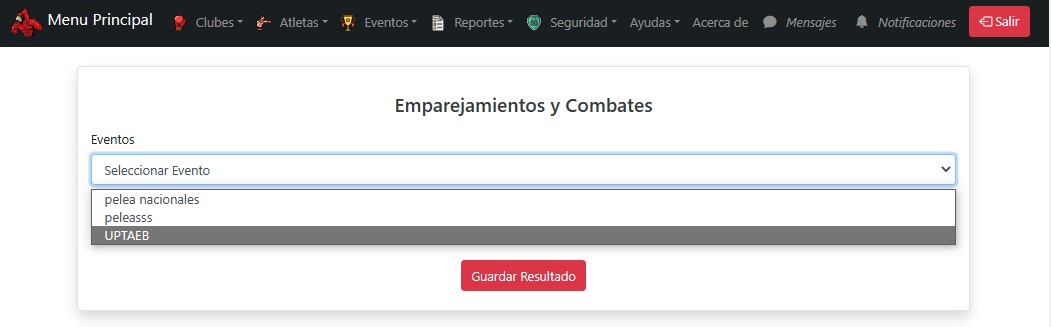 Menu Principal Clubes Atletas Eventos Reportes Seguridad Ayudas Acerca de Mensajes Notificaciones Salir
Emparejamientos y Combates
Eventos
Seleccionar Evento
pelea nacionales
peleasss
UPTAEB
Guardar Resultado